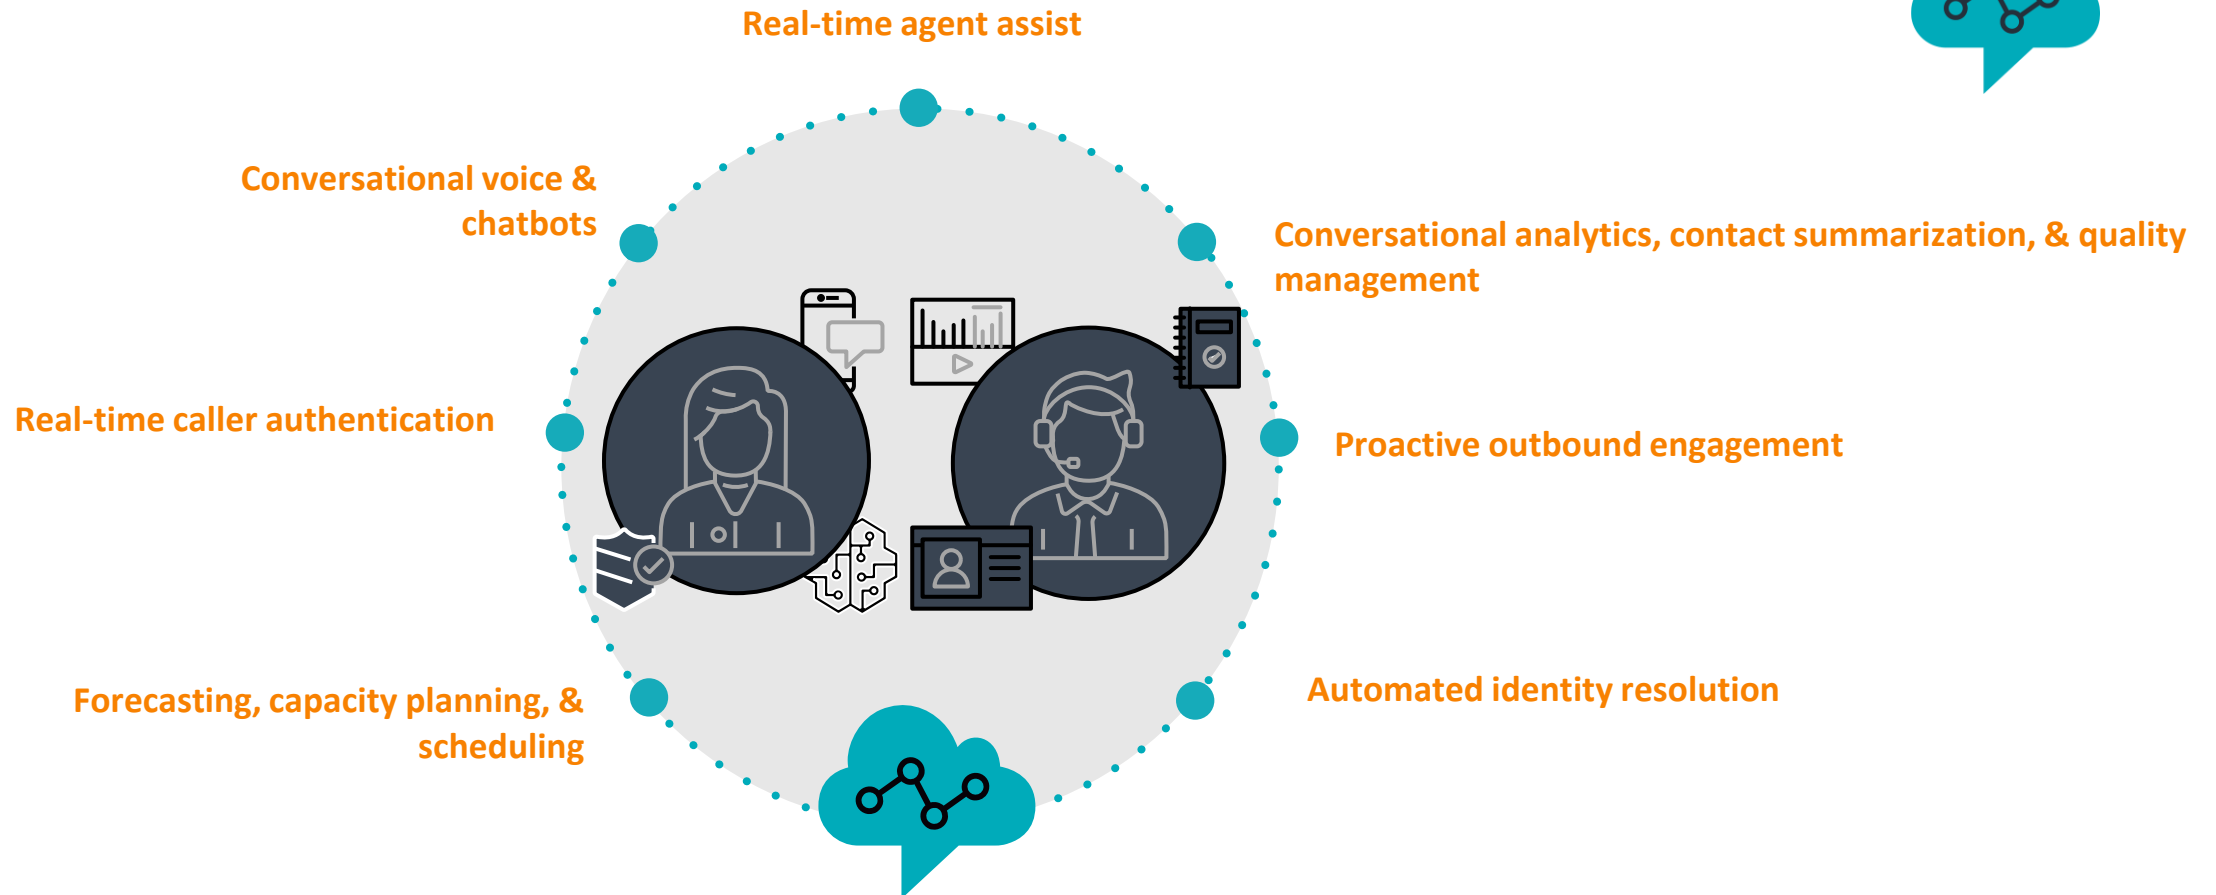 Real-time agent assist
Conversational voice &
chatbots
Conversational analytics, contact summarization, & quality
management
Real-time caller authentication
Proactive outbound engagement
Forecasting, capacity planning, &
scheduling
Automated identity resolution